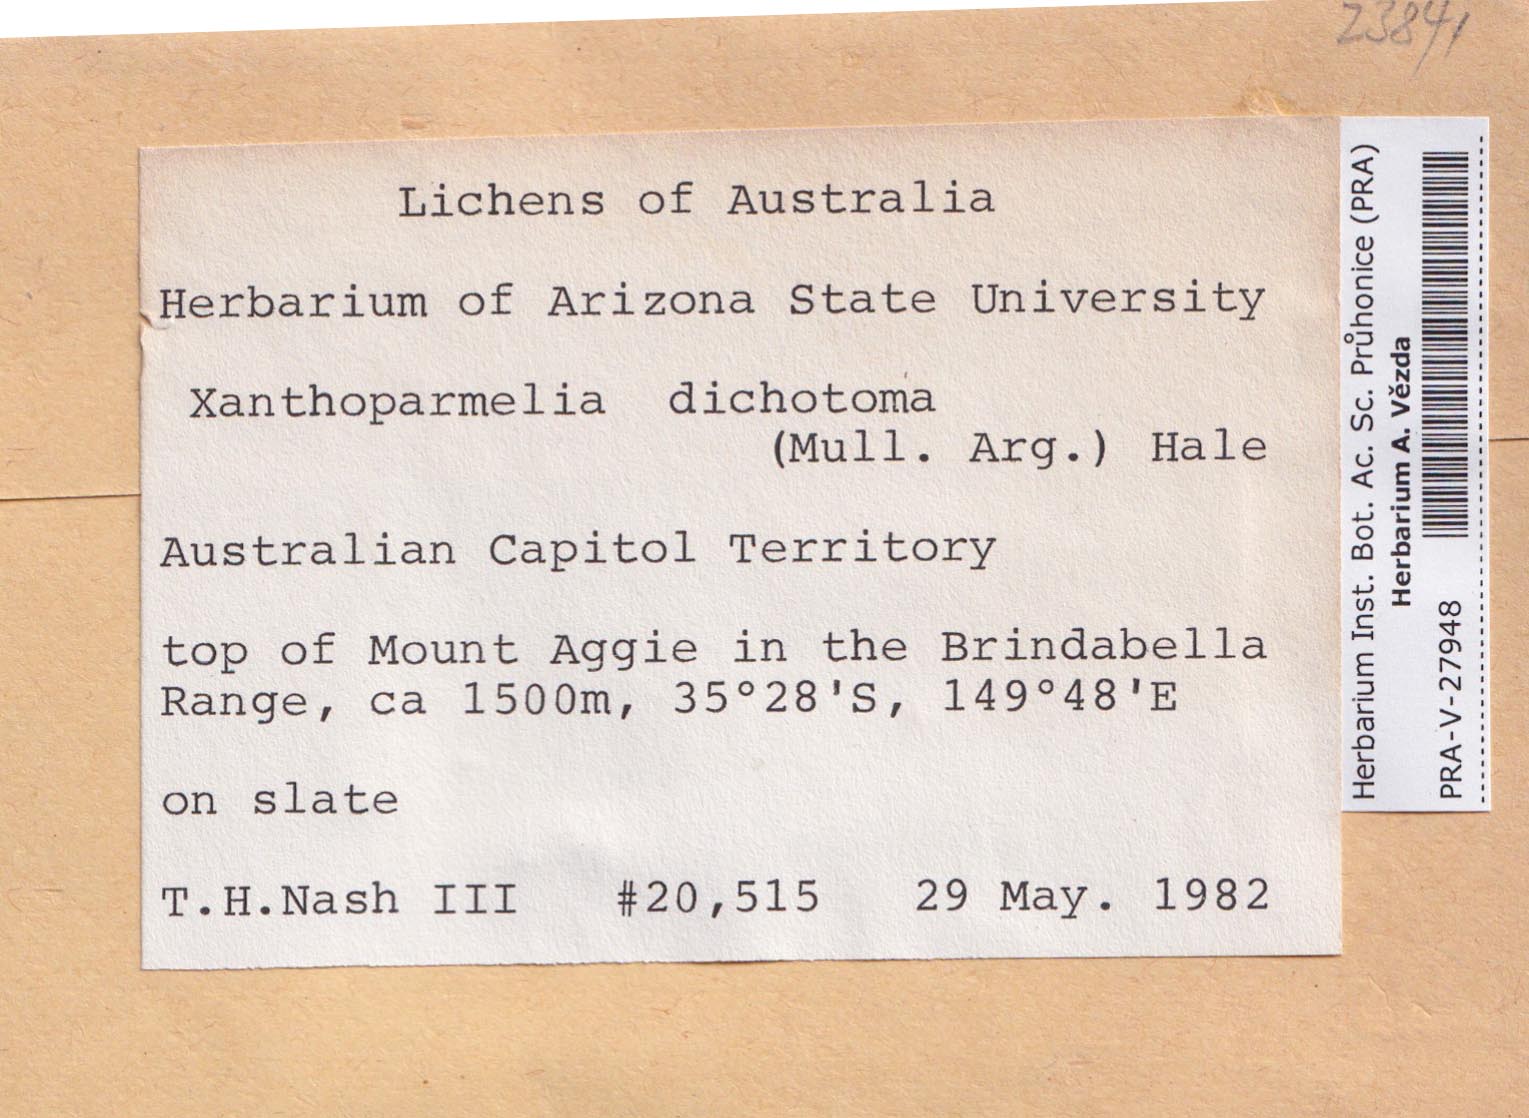 23841
Lichens of Australia
Herbarium of Arizona State University
Xanthoparmelia dichotoma
(Mull. Arg.) Hale
Australian Capitol Territory
top of Mount Aggie in the Brindabella
Range, ca 1500m, 35°28'S, 149°48'E
on slate
T.H.Nash III #20,515 29 May. 1982
Herbarium Inst. Bot. Ac. Sc. Průhonice (PRA)
Herbarium A. Vězda
PRA-V-27948